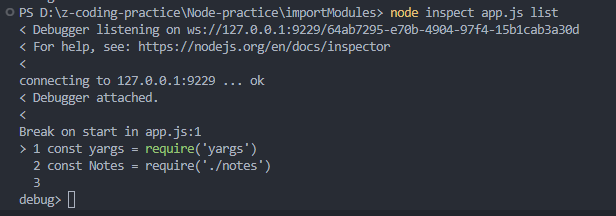 PS D:\z-coding-practice\Node-practice\importModules> node inspect app.js list
< Debugger listening on ws://127.0.0.1:9229/64ab7295-e70b-4904-97f4-15b1cab3a30d
< For help, see: https://nodejs.org/en/docs/inspector
<
connecting to 127.0.0.1:9229 ... ok
< Debugger attached.
<
Break on start in app.js:1
> 1 const yargs = require('yargs')
  2 const Notes = require('./notes')
  3
debug>